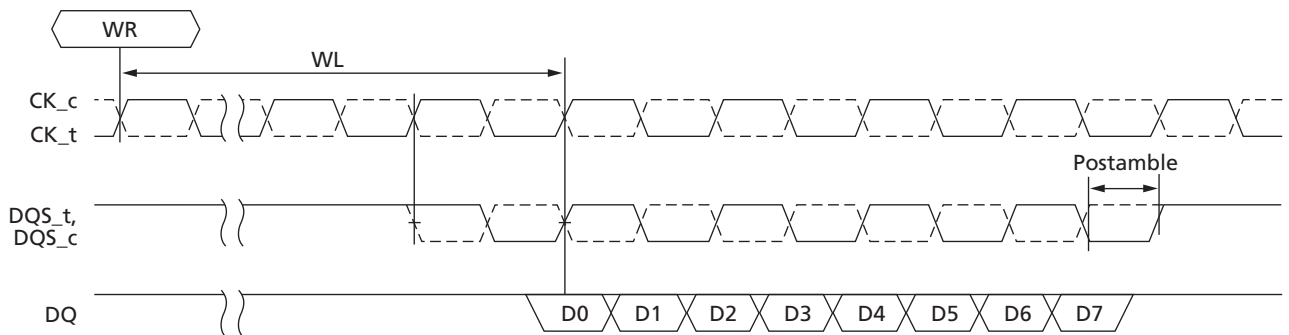 WR
WL
CK_c
CK_t
Postamble
DQS_t,
DQS_c
DQ D0 D1 D2 D3 D4 D5 D6 D7